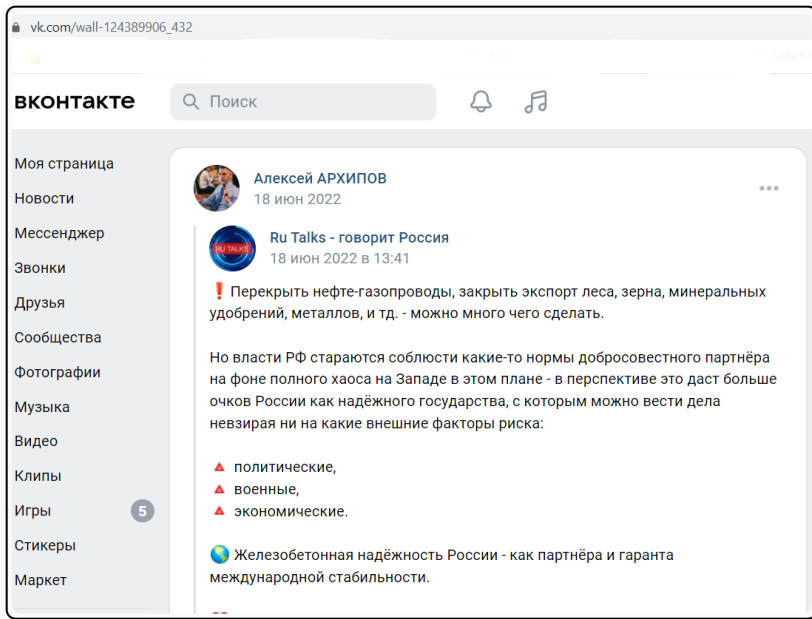 vk.com/wall-124389906_432
вконтакте
Поиск
Моя страница
Новости
Мессенджер
Звонки
Друзья
Сообщества
Фотографии
Музыка
Видео
Клипы
Игры 5
Стикеры
Маркет
Алексей АРХИПОВ
18 июн 2022
RU TALKS
Ru Talks - говорит Россия
18 июн 2022 в 13:41
❗ Перекрыть нефте-газопроводы, закрыть экспорт леса, зерна, минеральных
удобрений, металлов, и тд. - можно много чего сделать.
Но власти РФ стараются соблюсти какие-то нормы добросовестного партнёра
на фоне полного хаоса на Западе в этом плане - в перспективе это даст больше
очков России как надёжного государства, с которым можно вести дела
невзирая ни на какие внешние факторы риска:
🔺 политические,
🔺 военные,
🔺 экономические.
🌎 Железобетонная надёжность России - как партнёра и гаранта
международной стабильности.